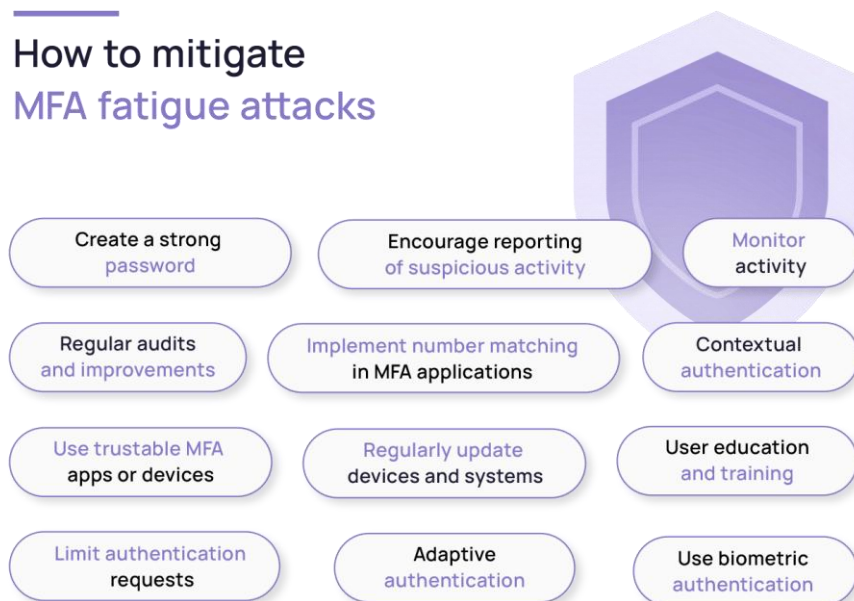 How to mitigate
MFA fatigue attacks
Create a strong
password
Encourage reporting
of suspicious activity
Monitor
activity
Regular audits
and improvements
Implement number matching
in MFA applications
Contextual
authentication
Use trustable MFA
apps or devices
Regularly update
devices and systems
User education
and training
Limit authentication
requests
Adaptive
authentication
Use biometric
authentication